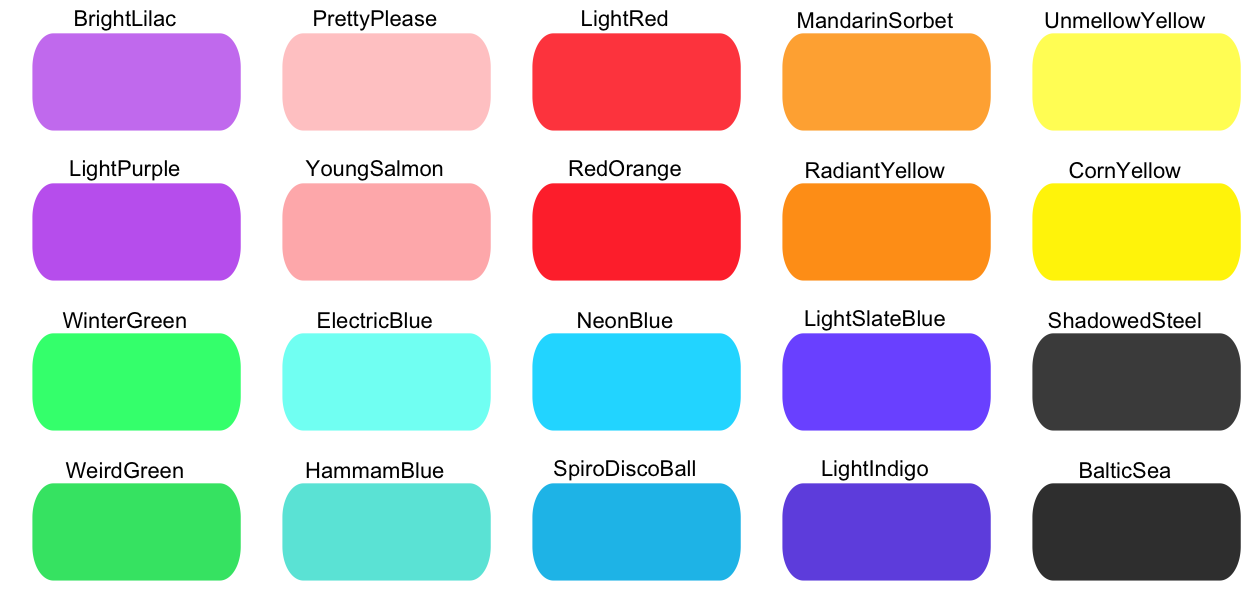 BrightLilac
PrettyPlease
LightRed
MandarinSorbet
UnmellowYellow
LightPurple
YoungSalmon
RedOrange
RadiantYellow
CornYellow
WinterGreen
ElectricBlue
NeonBlue
LightSlateBlue
ShadowedSteel
WeirdGreen
HammamBlue
SpiroDiscoBall
LightIndigo
BalticSea